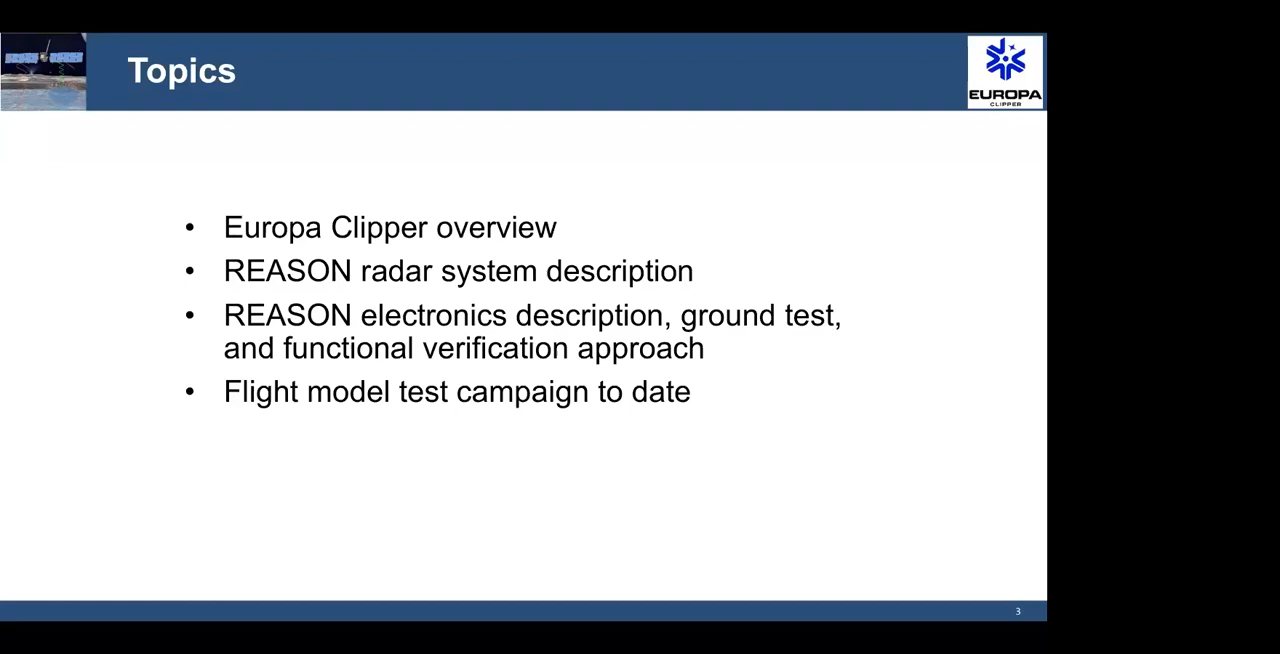 Topics
EUROPA
CLIPPER
• Europa Clipper overview
• REASON radar system description
• REASON electronics description, ground test,
and functional verification approach
• Flight model test campaign to date
3